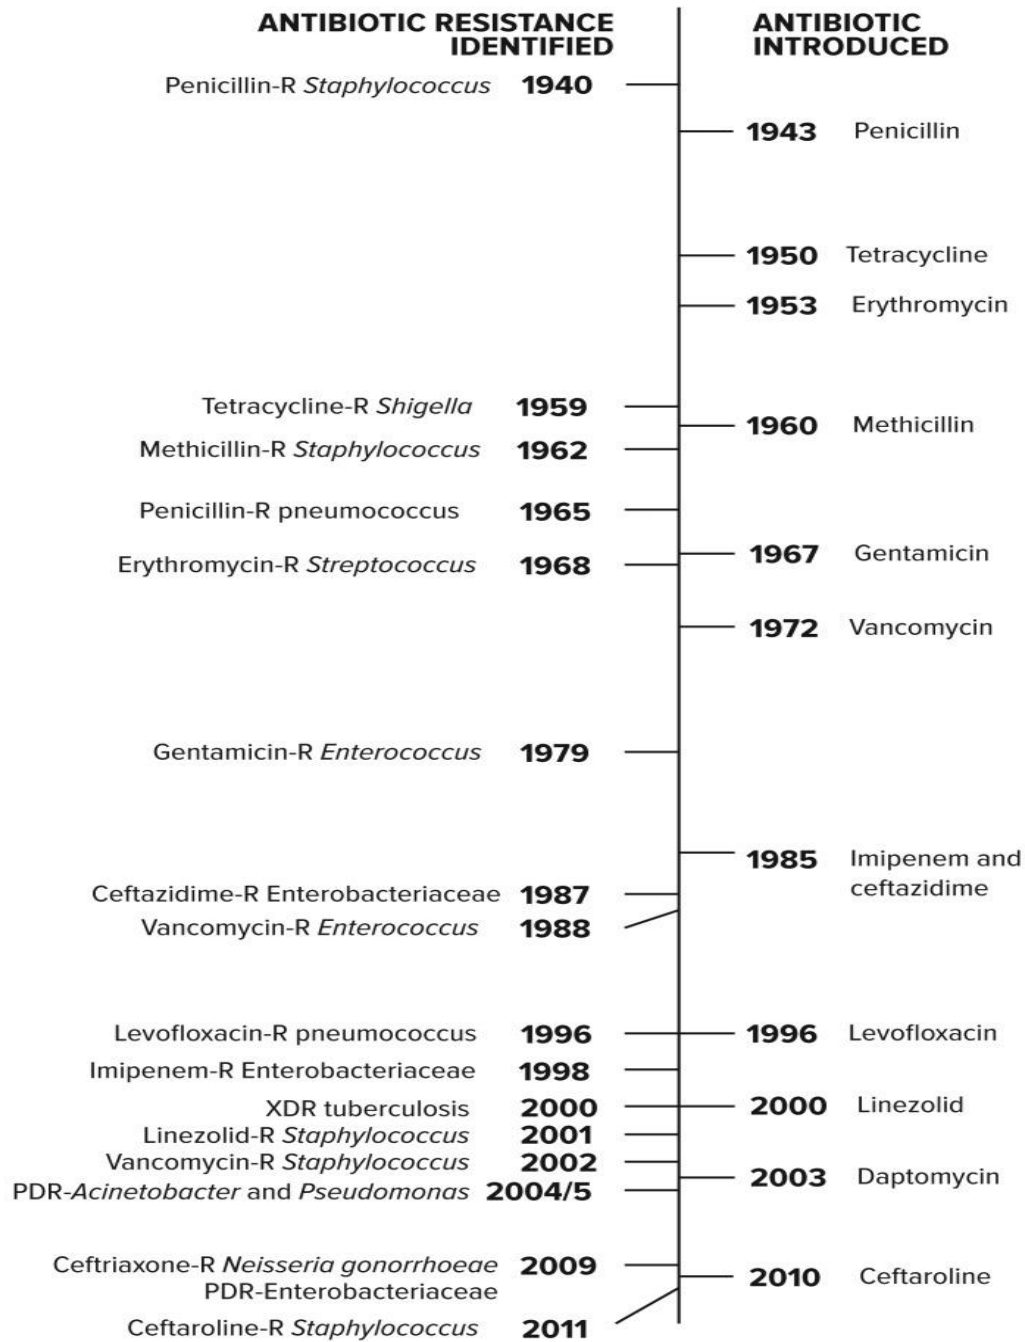 ANTIBIOTIC RESISTANCE
IDENTIFIED
ANTIBIOTIC
INTRODUCED
Penicillin-R Staphylococcus 1940
1943 Penicillin
1950 Tetracycline
1953 Erythromycin
Tetracycline-R Shigella 1959
1960 Methicillin
Methicillin-R Staphylococcus 1962
Penicillin-R pneumococcus 1965
1967 Gentamicin
Erythromycin-R Streptococcus 1968
1972 Vancomycin
Gentamicin-R Enterococcus 1979
1985 Imipenem and
ceftazidime
Ceftazidime-R Enterobacteriaceae 1987
Vancomycin-R Enterococcus 1988
Levofloxacin-R pneumococcus 1996
1996 Levofloxacin
Imipenem-R Enterobacteriaceae 1998
XDR tuberculosis 2000
2000 Linezolid
Linezolid-R Staphylococcus 2001
Vancomycin-R Staphylococcus 2002
2003 Daptomycin
PDR-Acinetobacter and Pseudomonas 2004/5
Ceftriaxone-R Neisseria gonorrhoeae 2009
PDR-Enterobacteriaceae
2010 Ceftaroline
Ceftaroline-R Staphylococcus 2011